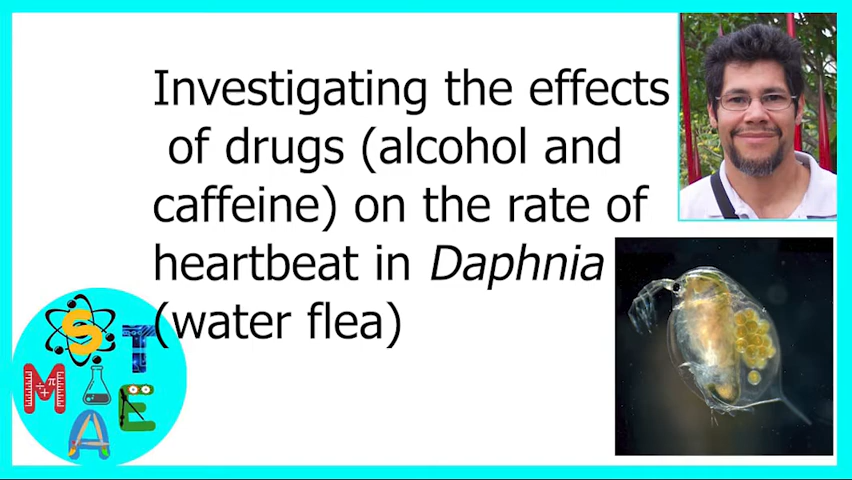 Investigating the effects
of drugs (alcohol and
caffeine) on the rate of
heartbeat in Daphnia
(water flea)
S
T
M
E
A